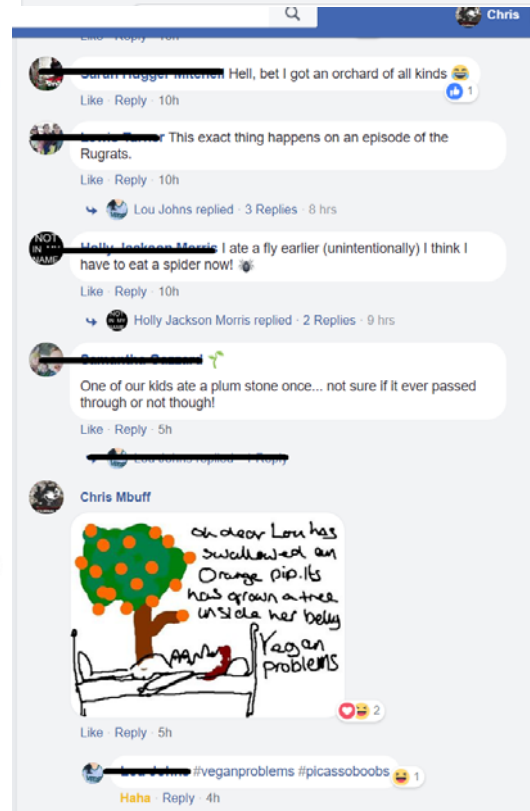 Chris
Hell, bet I got an orchard of all kinds
1
Like · Reply · 10h
This exact thing happens on an episode of the
Rugrats.
Like · Reply · 10h
Lou Johns replied · 3 Replies · 8 hrs
NOT
IN MY
NAME
I ate a fly earlier (unintentionally) I think I
have to eat a spider now!
Like · Reply · 10h
Holly Jackson Morris replied · 2 Replies · 9 hrs
One of our kids ate a plum stone once... not sure if it ever passed
through or not though!
Like · Reply · 5h
Chris Mbuff
oh dear Lou has
swallowed an
Orange pip. Its
has grown a tree
inside her belly
Vegan
problems
2
Like · Reply · 5h
#veganproblems #picassoboobs
1
Haha · Reply · 4h